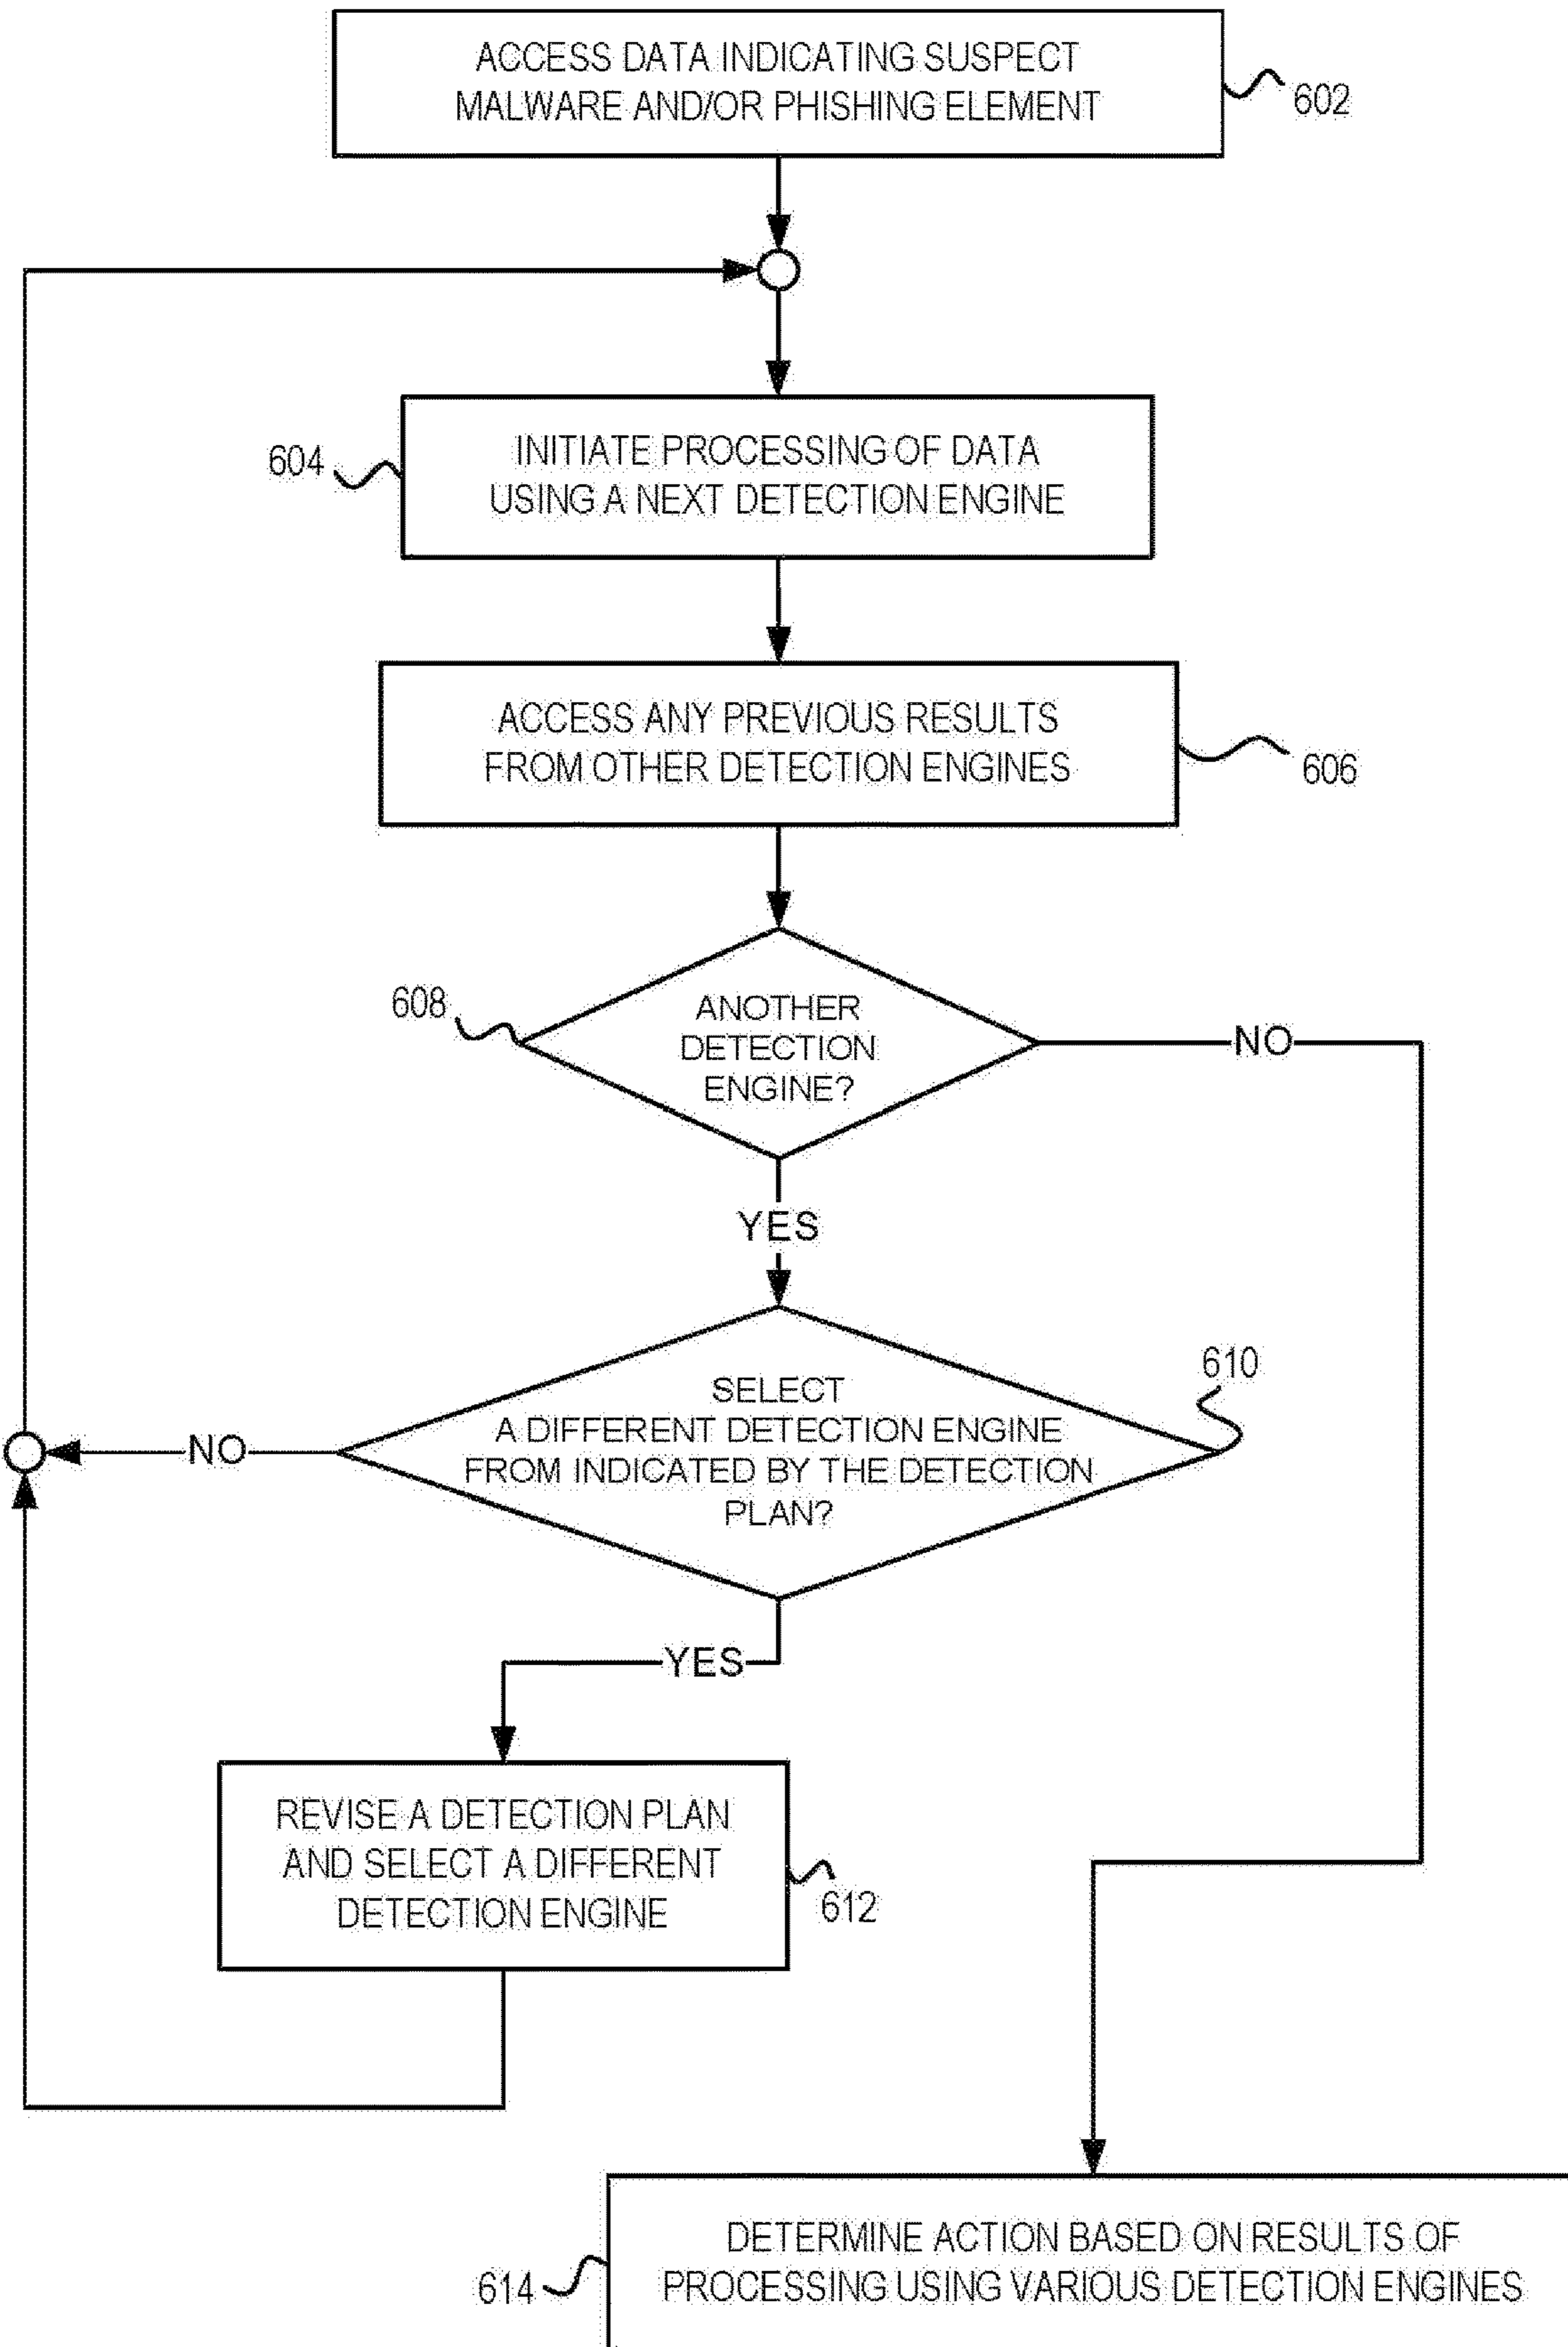 ACCESS DATA INDICATING SUSPECT
MALWARE AND/OR PHISHING ELEMENT
602
604
INITIATE PROCESSING OF DATA
USING A NEXT DETECTION ENGINE
ACCESS ANY PREVIOUS RESULTS
FROM OTHER DETECTION ENGINES
606
608
ANOTHER
DETECTION
ENGINE?
NO
YES
610
SELECT
A DIFFERENT DETECTION ENGINE
FROM INDICATED BY THE DETECTION
PLAN?
NO
YES
REVISE A DETECTION PLAN
AND SELECT A DIFFERENT
DETECTION ENGINE
612
DETERMINE ACTION BASED ON RESULTS OF
PROCESSING USING VARIOUS DETECTION ENGINES
614